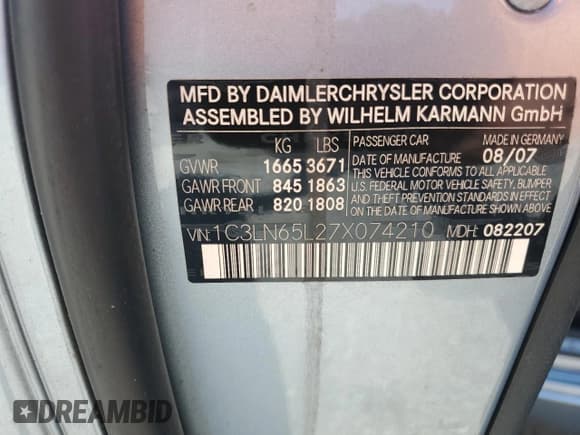 MFD BY DAIMLERCHRYSLER CORPORATION
ASSEMBLED BY WILHELM KARMANN GmbH
KG LBS
GVWR 1665 3671
GAWR FRONT 845 1863
GAWR REAR 820 1808
PASSENGER CAR MADE IN GERMANY
DATE OF MANUFACTURE 08/07
THIS VEHICLE CONFORMS TO ALL APPLICABLE
U.S. FEDERAL MOTOR VEHICLE SAFETY, BUMPER
AND THEFT PREVENTION STANDARDS IN EFFECT
ON THE DATE OF MANUFACTURE SHOWN ABOVE.
VIN: 1C3LN65L27X074210 MDH: 082207
DREAMBID